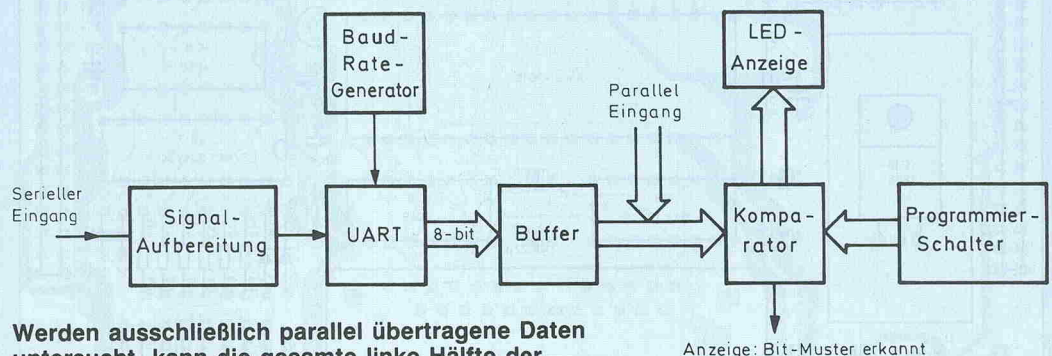 Baud-
Rate-
Generator
LED-
Anzeige
Parallel
Eingang
Serieller
Eingang
Signal-
Aufbereitung
UART
8-bit
Buffer
Kompa-
rator
Programmier-
Schalter
Anzeige: Bit-Muster erkannt
Werden ausschließlich parallel übertragene Daten
untersucht, kann die gesamte linke Hälfte der